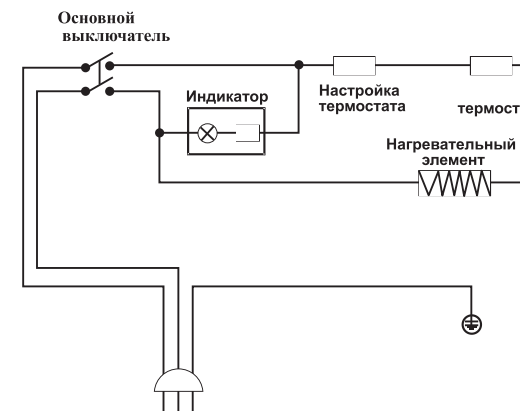 Основной
выключатель
Индикатор
Настройка
термостата
термост
Нагревательный
элемент